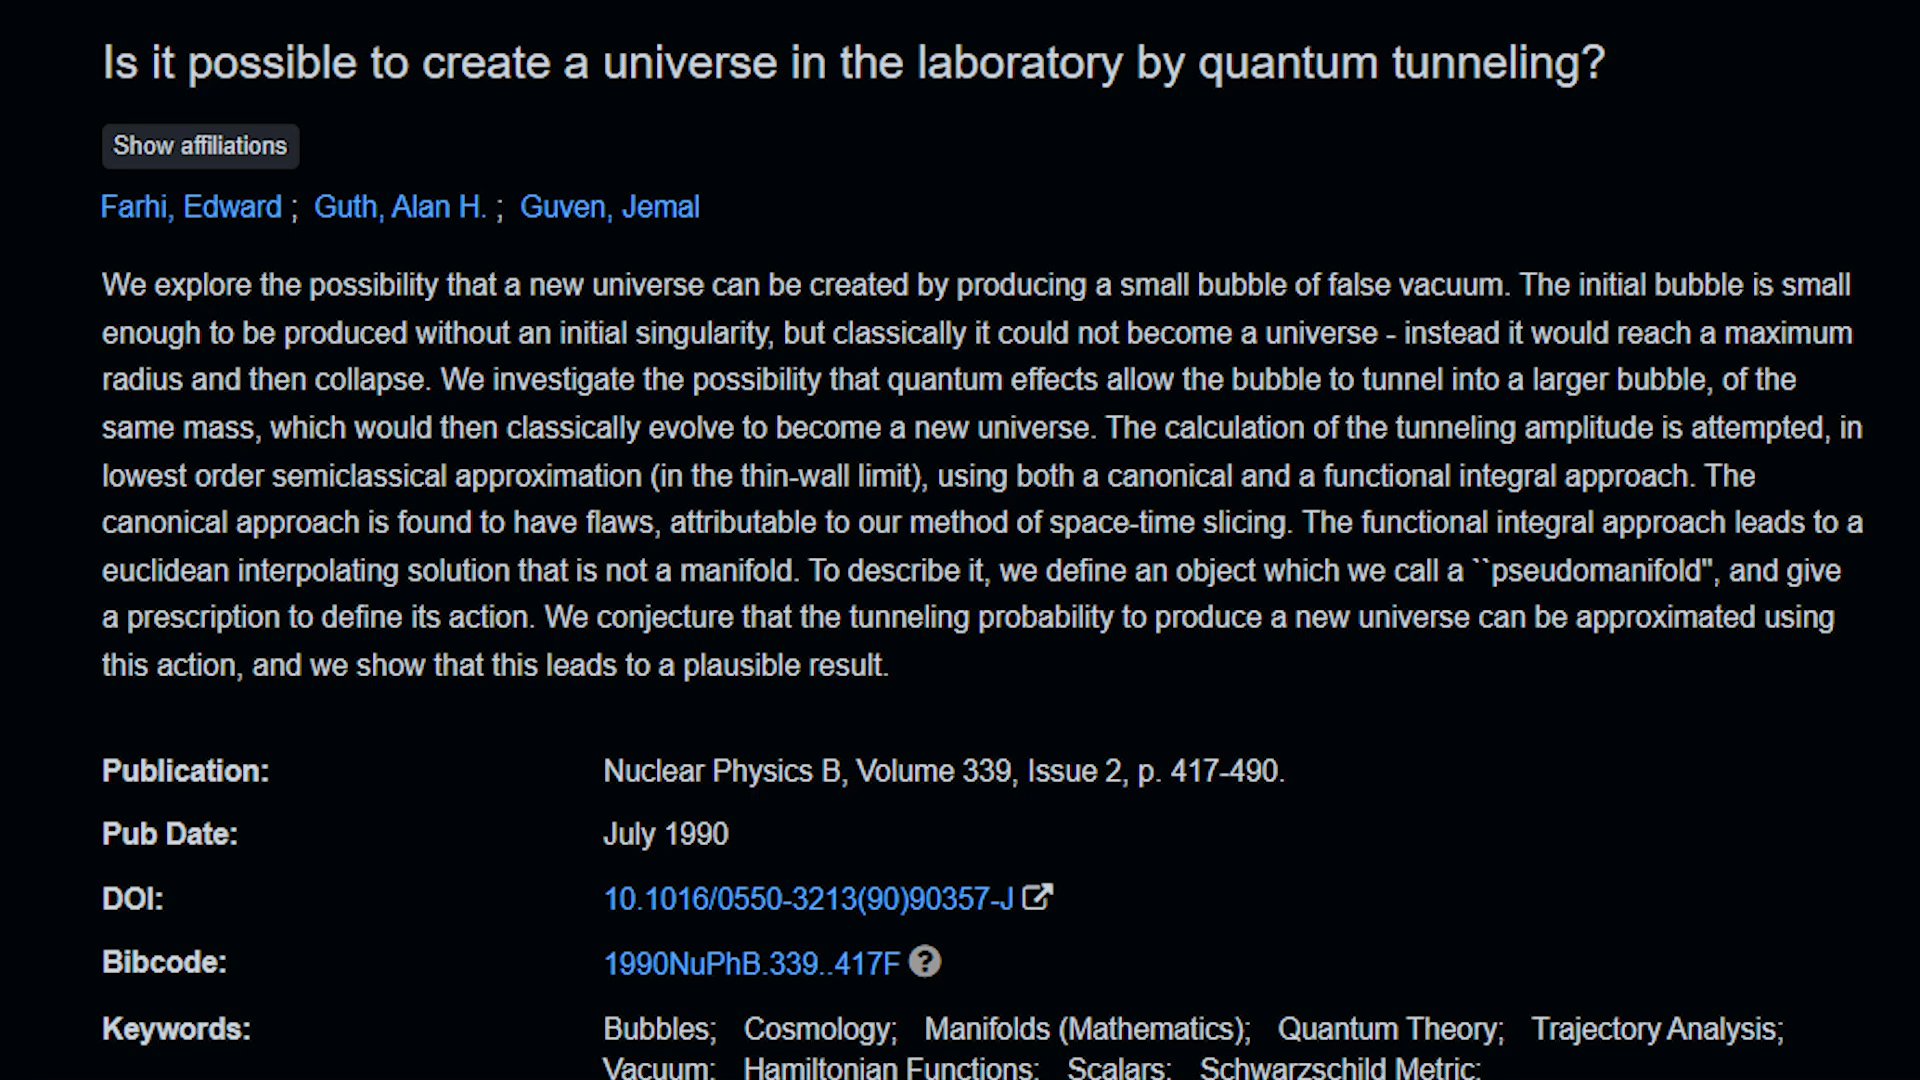 Is it possible to create a universe in the laboratory by quantum tunneling?
Show affiliations
Farhi, Edward ; Guth, Alan H. ; Guven, Jemal
We explore the possibility that a new universe can be created by producing a small bubble of false vacuum. The initial bubble is small
enough to be produced without an initial singularity, but classically it could not become a universe - instead it would reach a maximum
radius and then collapse. We investigate the possibility that quantum effects allow the bubble to tunnel into a larger bubble, of the
same mass, which would then classically evolve to become a new universe. The calculation of the tunneling amplitude is attempted, in
lowest order semiclassical approximation (in the thin-wall limit), using both a canonical and a functional integral approach. The
canonical approach is found to have flaws, attributable to our method of space-time slicing. The functional integral approach leads to a
euclidean interpolating solution that is not a manifold. To describe it, we define an object which we call a ``pseudomanifold", and give
a prescription to define its action. We conjecture that the tunneling probability to produce a new universe can be approximated using
this action, and we show that this leads to a plausible result.
Publication: Nuclear Physics B, Volume 339, Issue 2, p. 417-490.
Pub Date: July 1990
DOI: 10.1016/0550-3213(90)90357-J
Bibcode: 1990NuPhB.339..417F ?
Keywords: Bubbles; Cosmology; Manifolds (Mathematics); Quantum Theory; Trajectory Analysis;
Vacuum; Hamiltonian Functions; Scalars; Schwarzschild Metric;